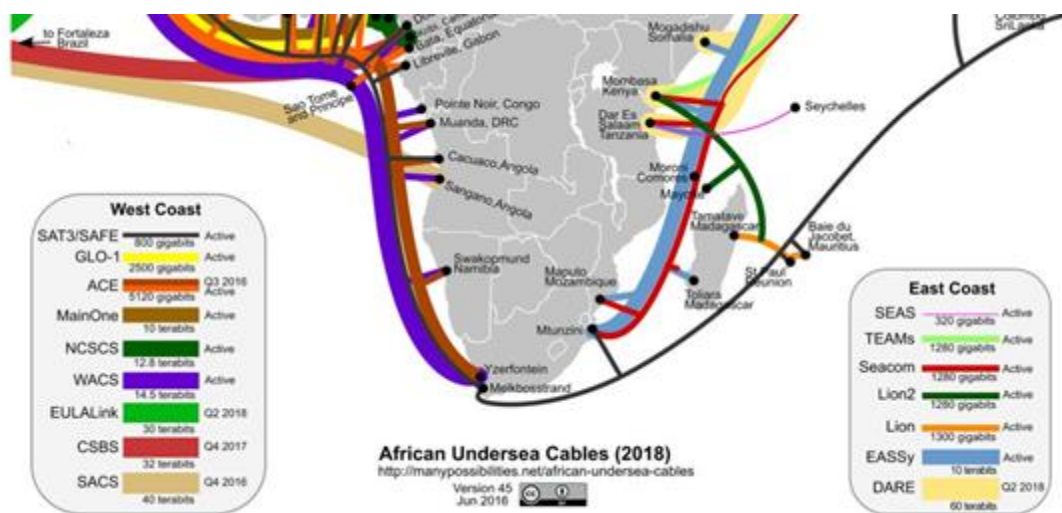 to Fortaleza
Brazil
Bata, Equatorial
Libreville, Gabon
Sao Tome
and Principe
Pointe Noir, Congo
Muanda, DRC
Cacuaco,Angola
Sangano,Angola
Swakopmund
Namibia
Yzerfontein
Melkbosstrand
Mogadishu
Somalia
Mombasa
Kenya
Dar Es
Salaam
Tanzania
Seychelles
Moroni
Comores
Mayotte
Tamatave
Madagascar
Baie du
Jacobet,
Mauritius
St Paul
Reunion
Toliara
Madagascar
Maputo
Mozambique
Mtunzini
Colombo
SriLanka
West Coast
SAT3/SAFE Active
800 gigabits
GLO-1 Active
2500 gigabits
ACE Q3 2016
Active
5120 gigabits
MainOne Active
10 terabits
NCSCS Active
12.8 terabits
WACS Active
14.5 terabits
EULALink Q2 2018
30 terabits
CSBS Q4 2017
32 terabits
SACS Q4 2016
40 terabits
East Coast
SEAS Active
320 gigabits
TEAMs Active
1280 gigabits
Seacom Active
1280 gigabits
Lion2 Active
1280 gigabits
Lion Active
1300 gigabits
EASSy Active
10 terabits
DARE Q2 2018
60 terabits
African Undersea Cables (2018)
http://manypossibilities.net/african-undersea-cables
Version 45
Jun 2016